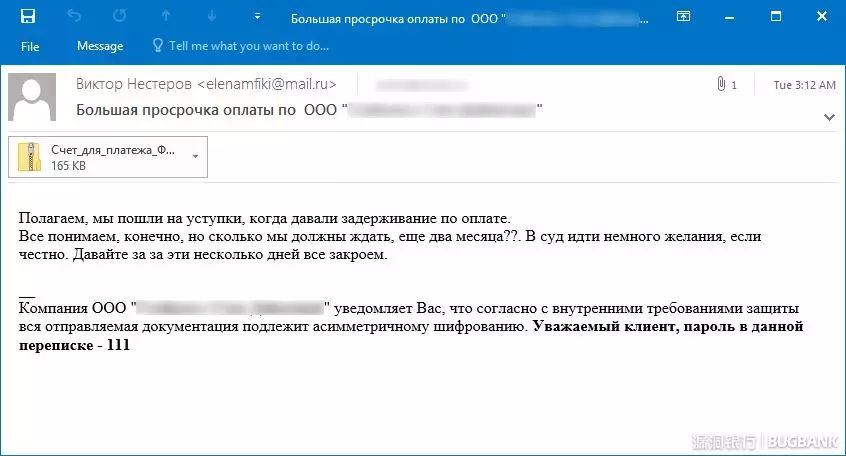 Большая просрочка оплаты по ООО "
File
Message
Tell me what you want to do...
Виктор Нестеров <elenamfiki@mail.ru>
1
Tue 3:12 AM
Большая просрочка оплаты по ООО " "
Счет_для_платежа_Ф...
165 KB
Полагаем, мы пошли на уступки, когда давали задерживание по оплате.
Все понимаем, конечно, но сколько мы должны ждать, еще два месяца??. В суд идти немного желания, если
честно. Давайте за за эти несколько дней все закроем.
__
Компания ООО " " уведомляет Вас, что согласно с внутренними требованиями защиты
вся отправляемая документация подлежит асимметричному шифрованию. Уважаемый клиент, пароль в данной
переписке - 111
漏洞银行 | BUGBANK